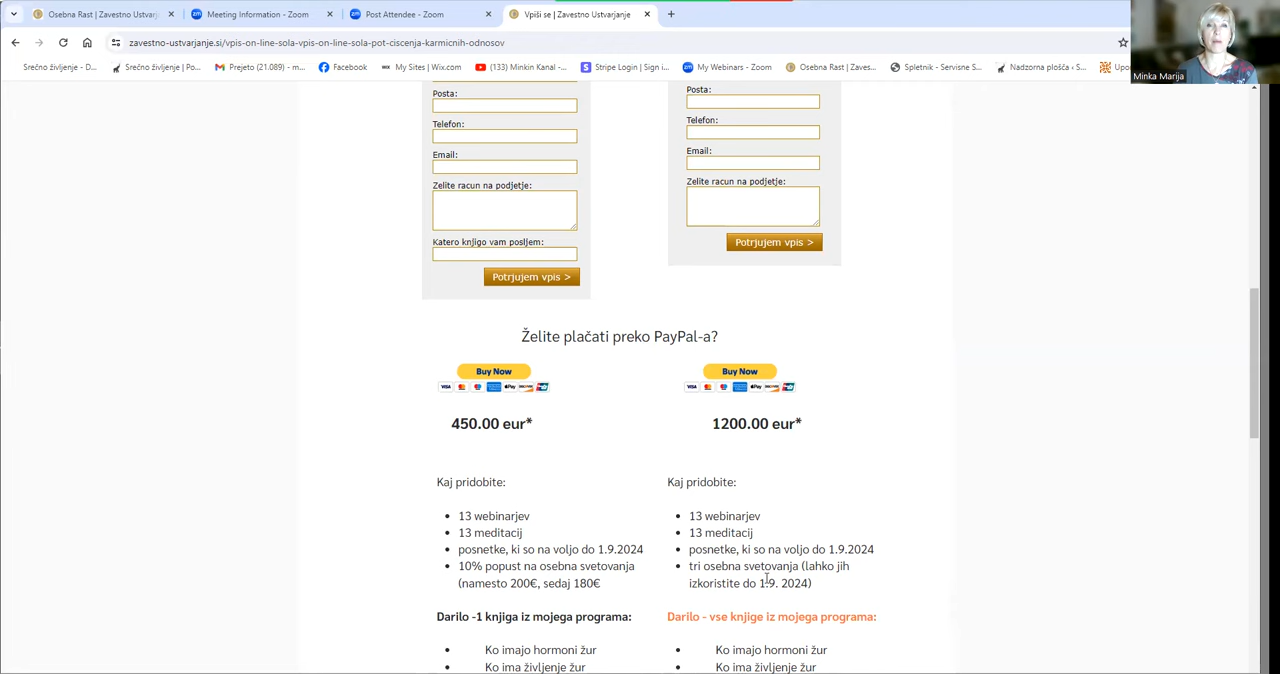 Osebna Rast | Zavestno Ustvarja
Meeting Information - Zoom
Post Attendee - Zoom
Vpiši se | Zavestno Ustvarjanje
zavestno-ustvarjanje.si/vpis-on-line-sola-vpis-on-line-sola-pot-ciscenja-karmicnih-odnosov
Srečno življenje - D...
Srečno življenje | Po...
Prejeto (21.089) - m...
Facebook
My Sites | Wix.com
(133) Minkin Kanal -...
Stripe Login | Sign i...
My Webinars - Zoom
Osebna Rast | Zaves...
Spletnik - Servisne S...
Nadzorna plošča ‹ S...
Upo
Minka Marija
Posta:
Posta:
Telefon:
Telefon:
Email:
Email:
Zelite racun na podjetje:
Zelite racun na podjetje:
Katero knjigo vam posljem:
Potrjujem vpis >
Potrjujem vpis >
Želite plačati preko PayPal-a?
Buy Now
Buy Now
VISA
Pay
VISA
Pay
450.00 eur*
1200.00 eur*
Kaj pridobite:
13 webinarjev
13 meditacij
posnetke, ki so na voljo do 1.9.2024
10% popust na osebna svetovanja
(namesto 200€, sedaj 180€
Darilo -1 knjiga iz mojega programa:
Ko imajo hormoni žur
Ko ima življenje žur
Kaj pridobite:
13 webinarjev
13 meditacij
posnetke, ki so na voljo do 1.9.2024
tri osebna svetovanja (lahko jih
izkoristite do 1.9. 2024)
Darilo - vse knjige iz mojega programa:
Ko imajo hormoni žur
Ko ima življenje žur